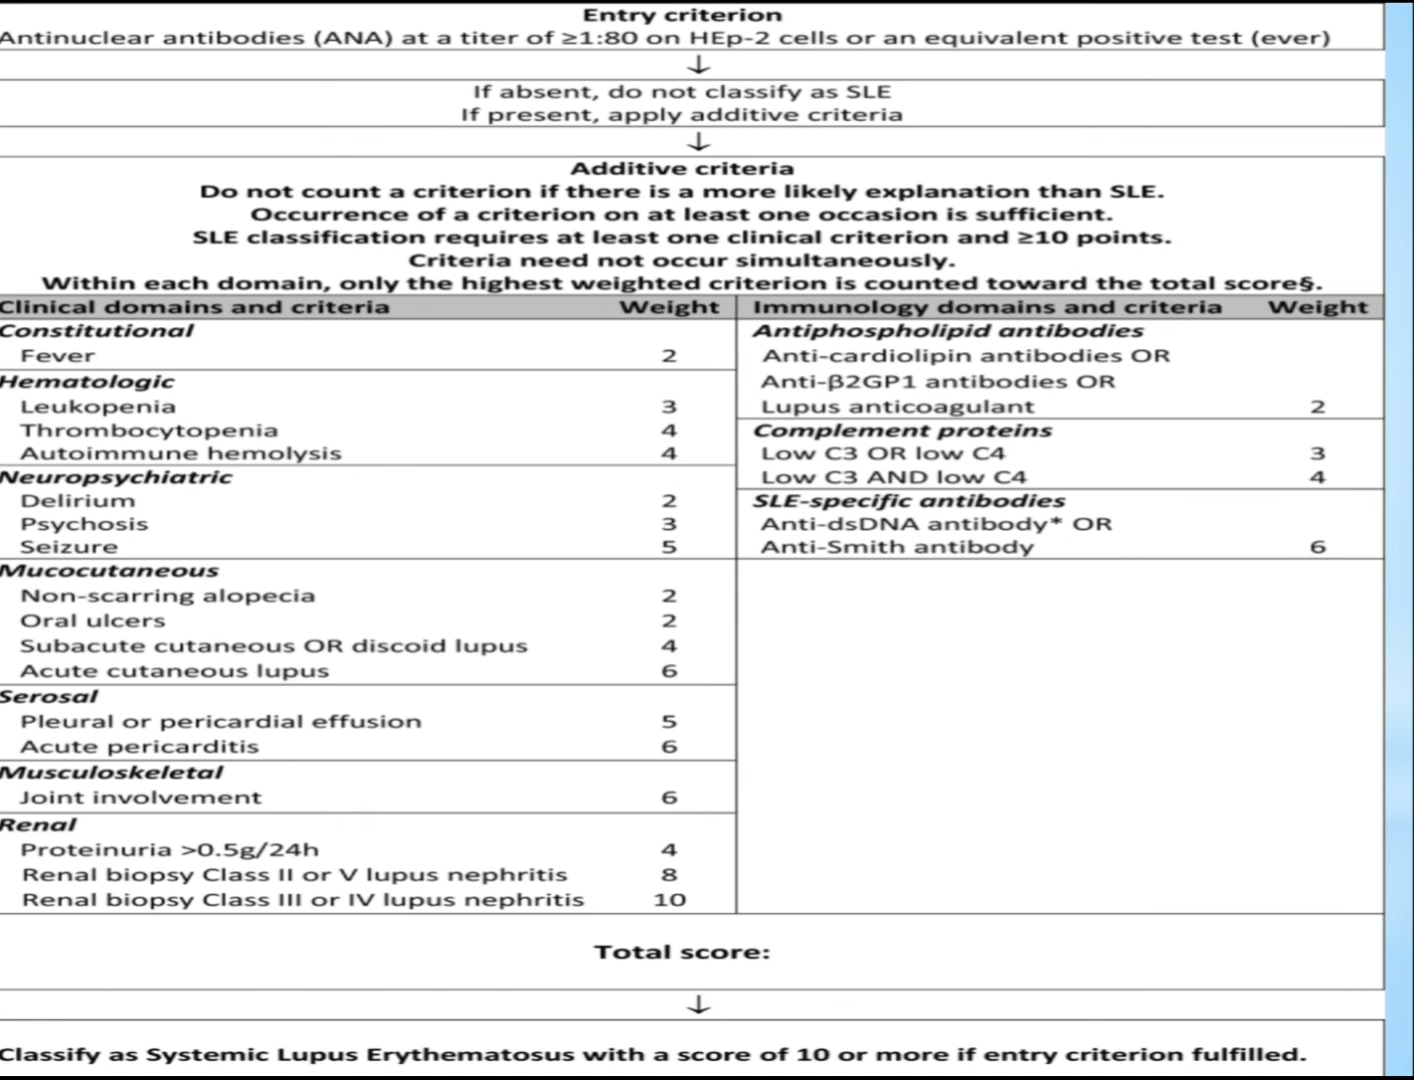 Entry criterion
Antinuclear antibodies (ANA) at a titer of ≥1:80 on HEp-2 cells or an equivalent positive test (ever)
↓
If absent, do not classify as SLE
If present, apply additive criteria
↓
Additive criteria
Do not count a criterion if there is a more likely explanation than SLE.
Occurrence of a criterion on at least one occasion is sufficient.
SLE classification requires at least one clinical criterion and ≥10 points.
Criteria need not occur simultaneously.
Within each domain, only the highest weighted criterion is counted toward the total score§.
Clinical domains and criteria Weight
Constitutional
Fever 2
Hematologic
Leukopenia 3
Thrombocytopenia 4
Autoimmune hemolysis 4
Neuropsychiatric
Delirium 2
Psychosis 3
Seizure 5
Mucocutaneous
Non-scarring alopecia 2
Oral ulcers 2
Subacute cutaneous OR discoid lupus 4
Acute cutaneous lupus 6
Serosal
Pleural or pericardial effusion 5
Acute pericarditis 6
Musculoskeletal
Joint involvement 6
Renal
Proteinuria >0.5g/24h 4
Renal biopsy Class II or V lupus nephritis 8
Renal biopsy Class III or IV lupus nephritis 10
Immunology domains and criteria Weight
Antiphospholipid antibodies
Anti-cardiolipin antibodies OR
Anti-β2GP1 antibodies OR
Lupus anticoagulant 2
Complement proteins
Low C3 OR low C4 3
Low C3 AND low C4 4
SLE-specific antibodies
Anti-dsDNA antibody* OR
Anti-Smith antibody 6
Total score:
↓
Classify as Systemic Lupus Erythematosus with a score of 10 or more if entry criterion fulfilled.